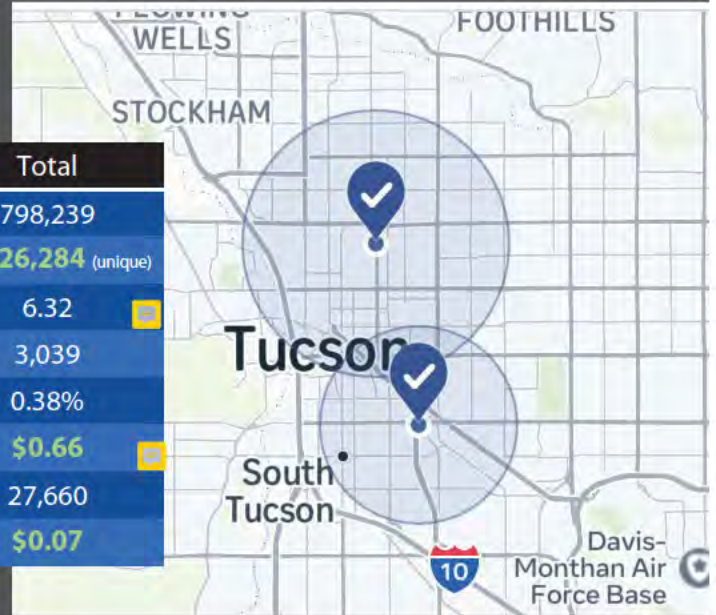 FLOWING
WELLS
FOOTHILLS
STOCKHAM
Total
798,239
26,284 (unique)
6.32
3,039
0.38%
$0.66
27,660
$0.07
Tucson
South
Tucson
10
Davis-
Monthan Air
Force Base